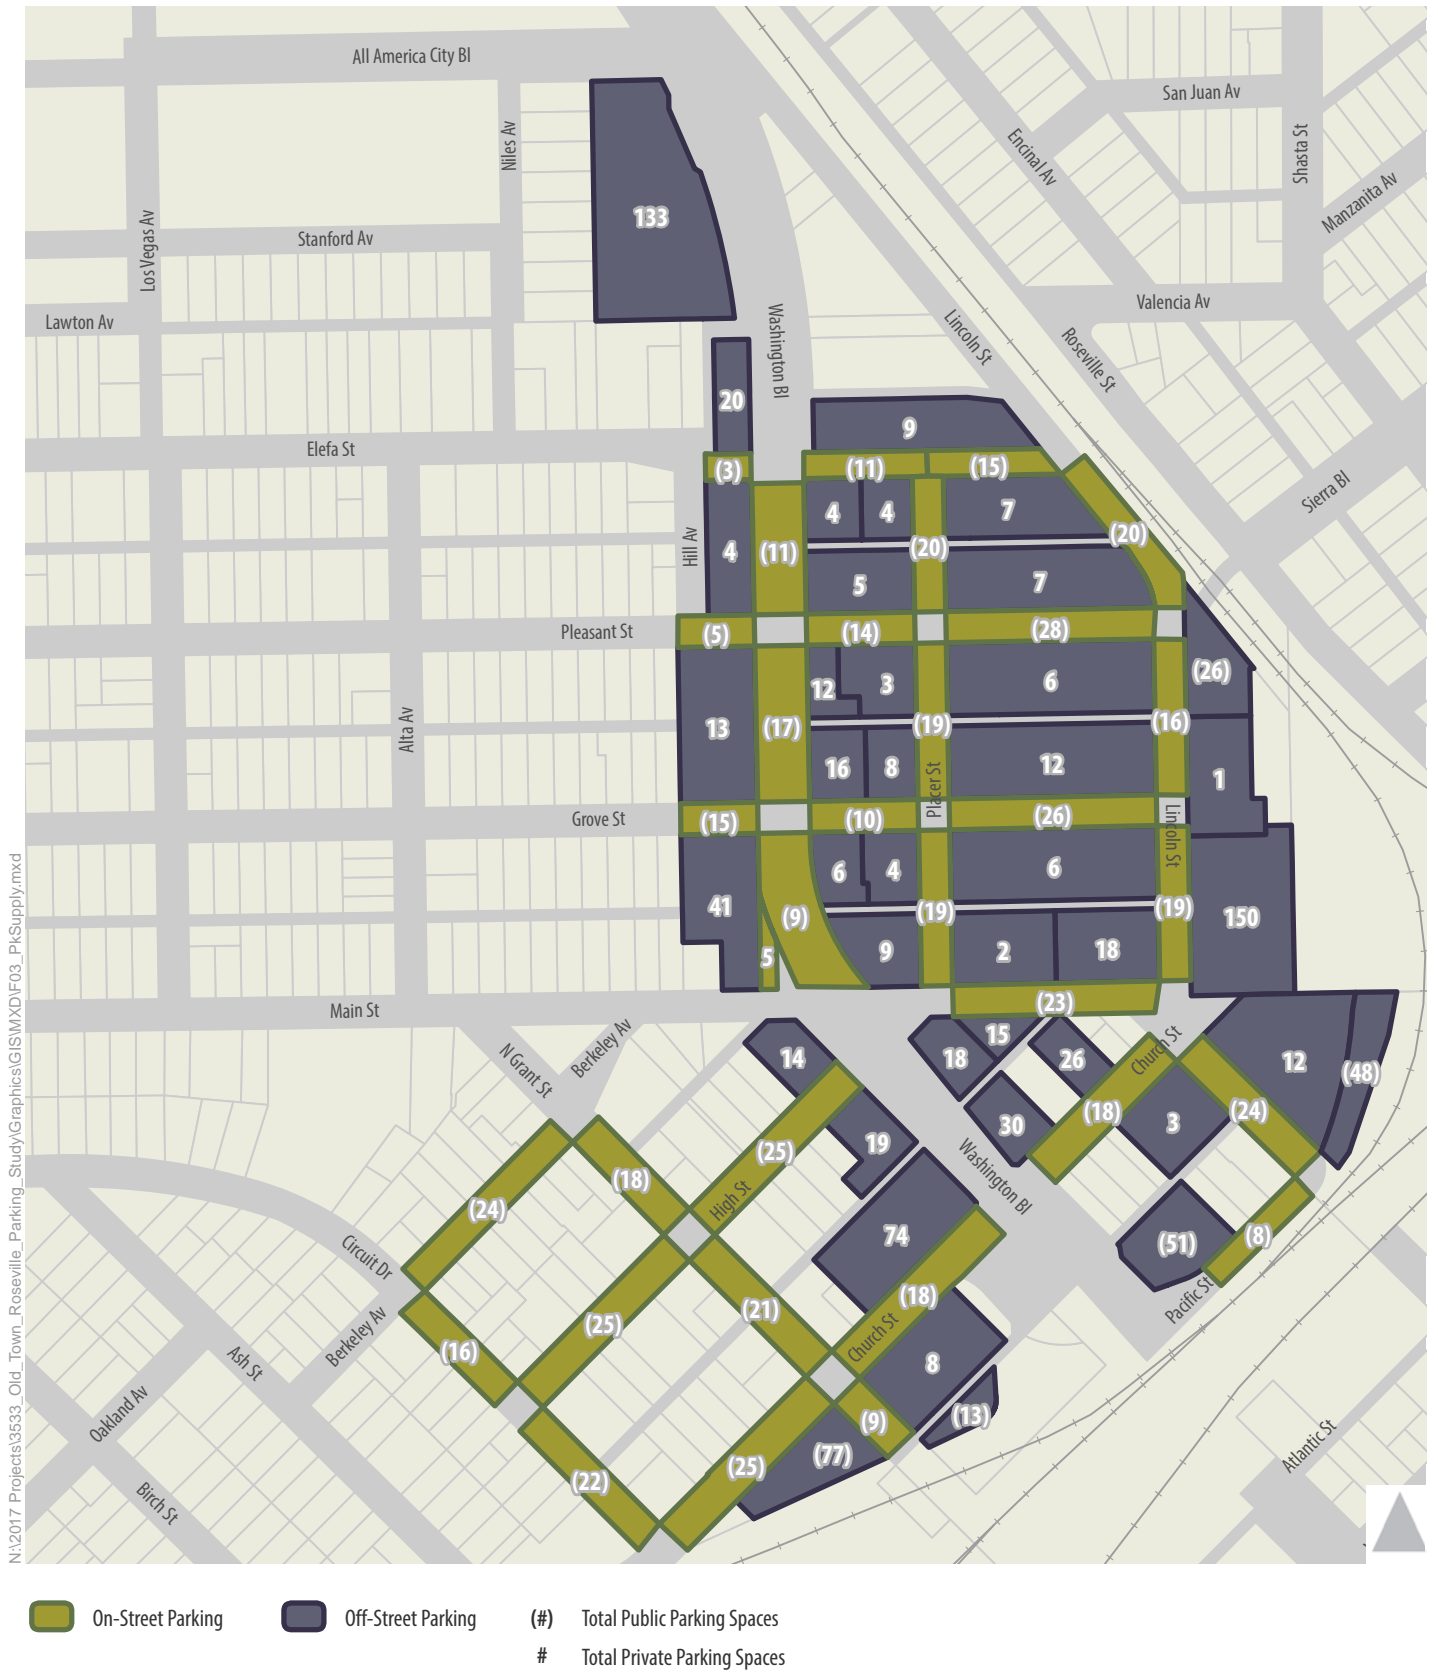 All America City Bl
San Juan Av
Niles Av
Encinal Av
Shasta St
Manzanita Av
133
Los Vegas Av
Stanford Av
Valencia Av
Lawton Av
Washington Bl
Lincoln St
Roseville St
20
9
Elefa St
(3)
(11)
(15)
Sierra Bl
4
4
7
(20)
Hill Av
4
(11)
(20)
5
7
Pleasant St
(5)
(14)
(28)
(26)
12
3
6
Alta Av
13
(17)
(19)
(16)
16
8
12
1
Placer St
Grove St
(15)
(10)
(26)
Lincoln St
6
4
6
41
(9)
(19)
(19)
150
9
2
18
5
Main St
(23)
N Grant St
Berkeley Av
14
18
15
26
Church St
12
(48)
(18)
(24)
30
3
19
(25)
Washington Bl
(18)
High St
(24)
74
(51)
(8)
Circuit Dr
Pacific St
(18)
(21)
(25)
Berkeley Av
(16)
Church St
8
Ash St
Oakland Av
(13)
(9)
(77)
(25)
(22)
Atlantic St
Birch St
N:\2017 Projects\3533_Old_Town_Roseville_Parking_Study\Graphics\GIS\MXD\F03_PkSupply.mxd
On-Street Parking
Off-Street Parking
(#) Total Public Parking Spaces
# Total Private Parking Spaces